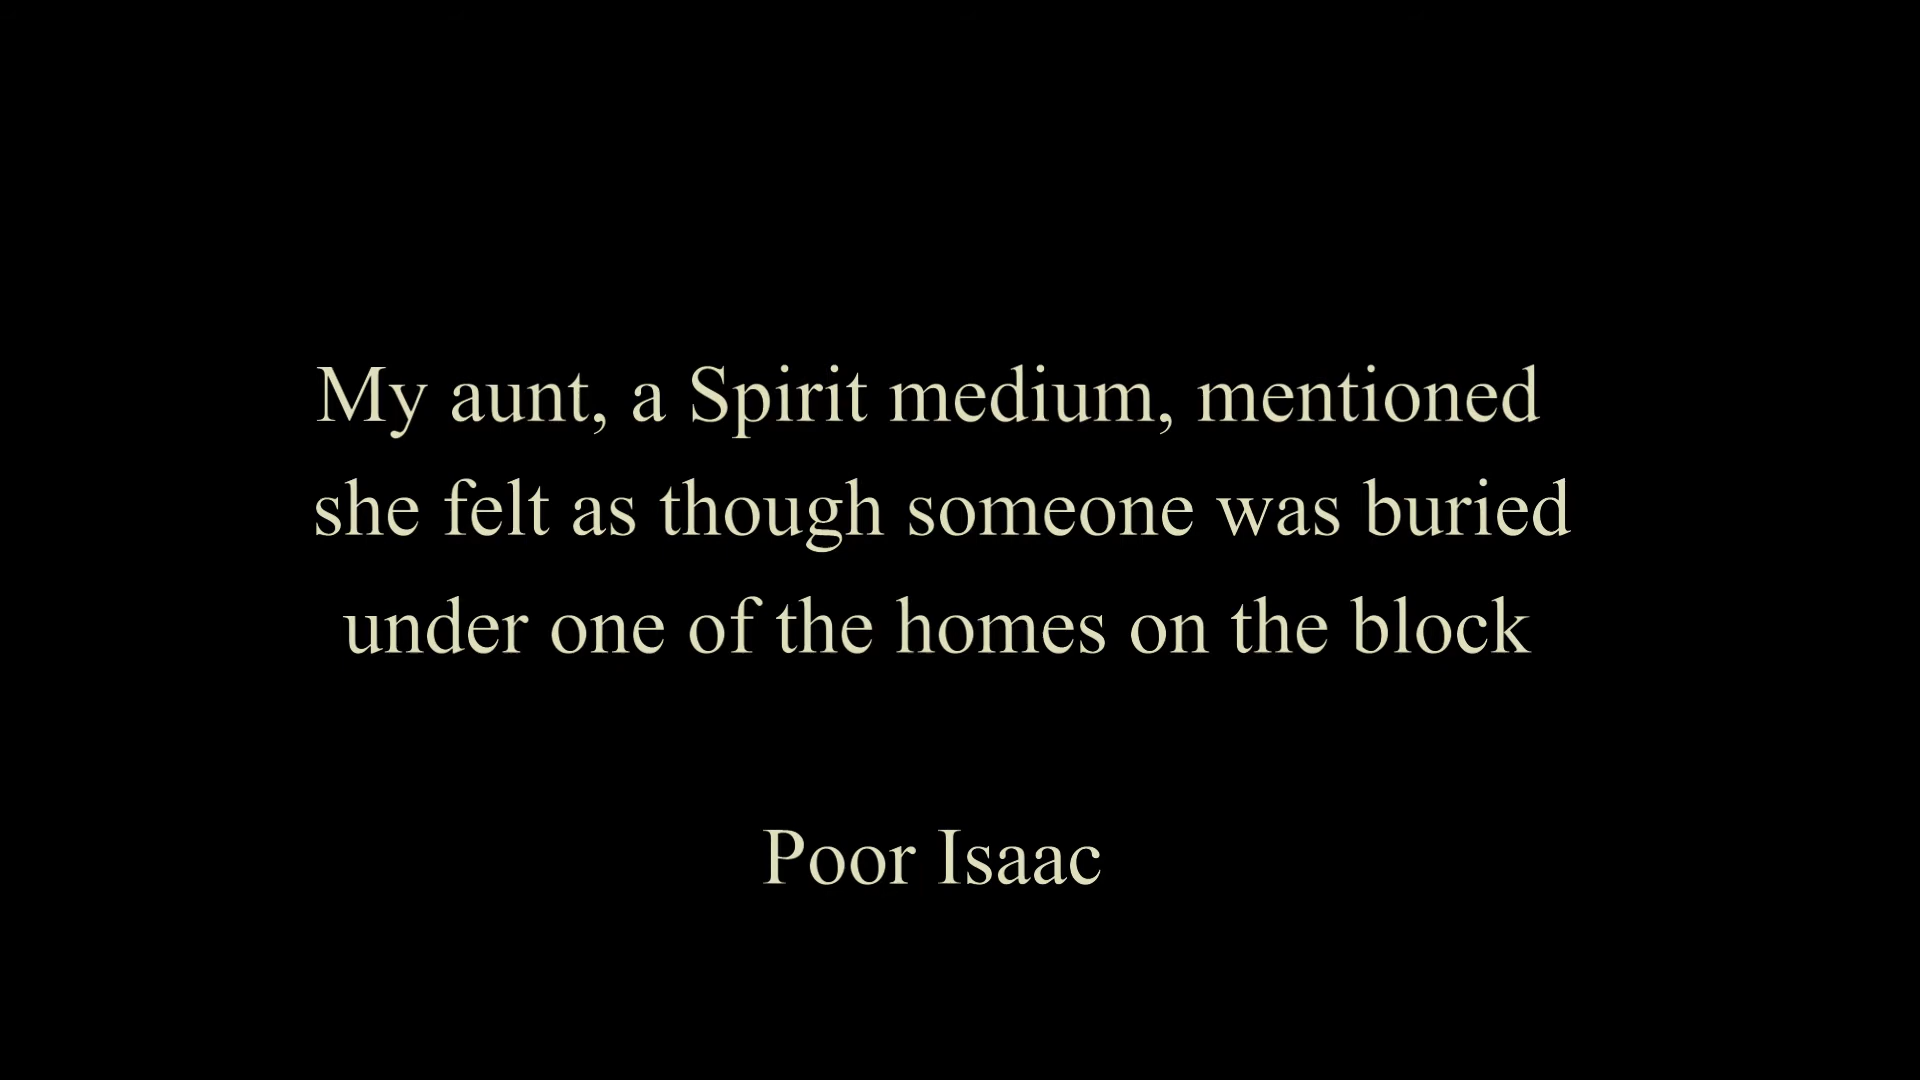 My aunt, a Spirit medium, mentioned
she felt as though someone was buried
under one of the homes on the block
Poor Isaac